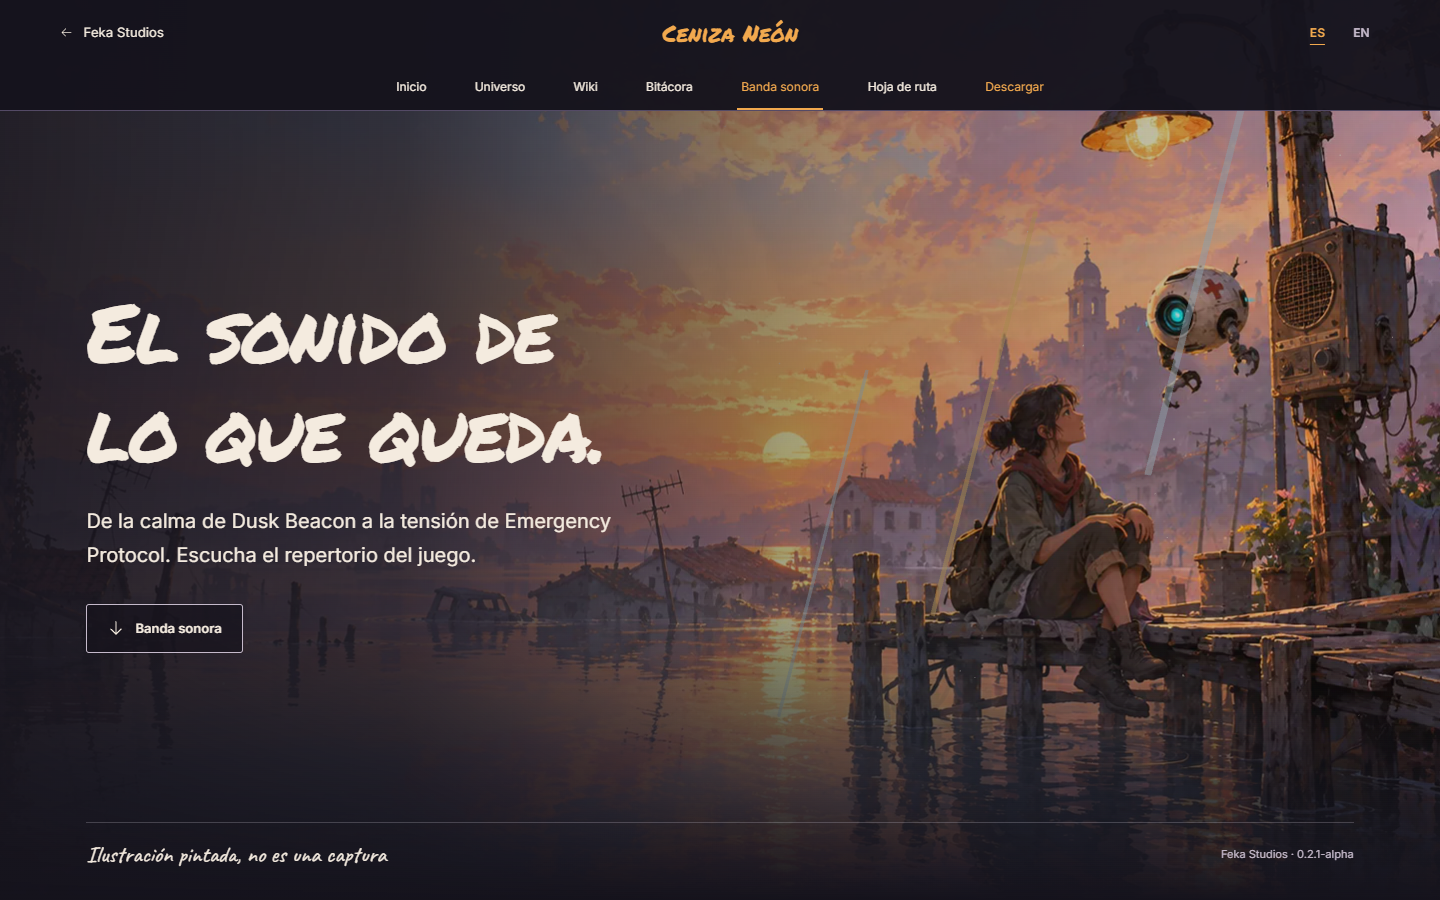 ← Feka Studios
Ceniza Neón
ES EN
Inicio Universo Wiki Bitácora Banda sonora Hoja de ruta Descargar
El sonido de
lo que queda.
De la calma de Dusk Beacon a la tensión de Emergency
Protocol. Escucha el repertorio del juego.
↓ Banda sonora
Ilustración pintada, no es una captura
Feka Studios · 0.2.1-alpha